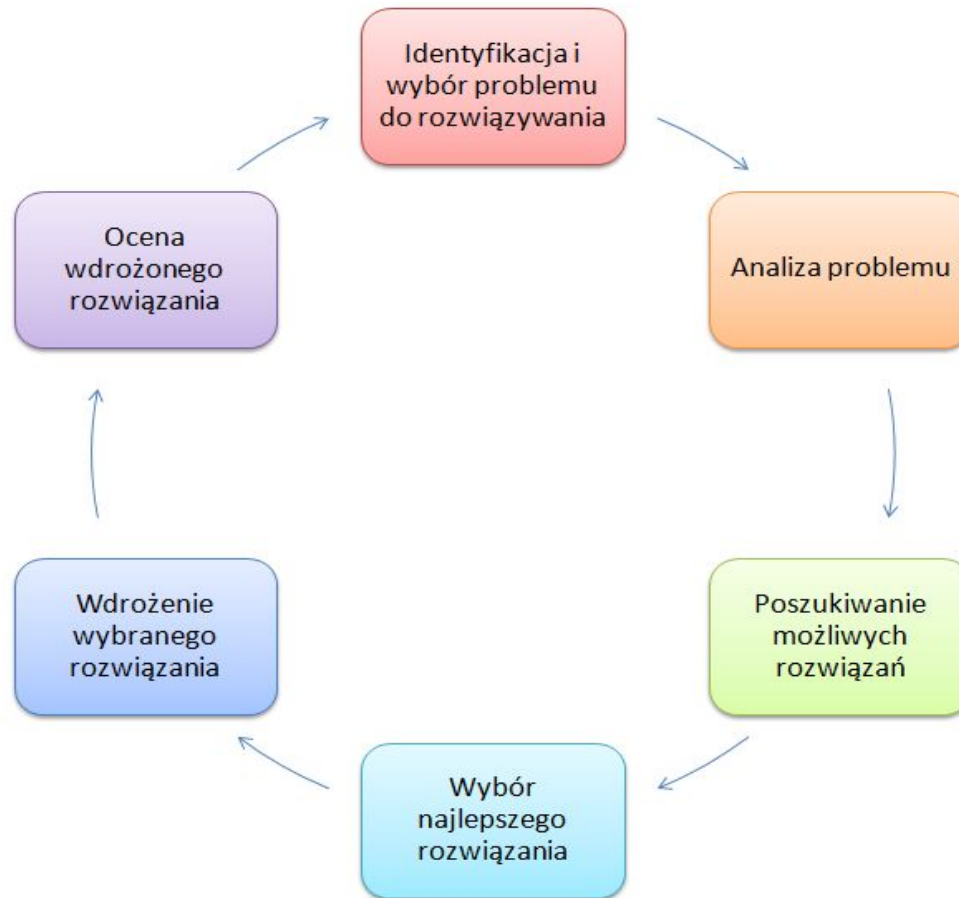 Identyfikacja i
wybór problemu
do rozwiązywania
Analiza problemu
Poszukiwanie
możliwych
rozwiązań
Wybór
najlepszego
rozwiązania
Wdrożenie
wybranego
rozwiązania
Ocena
wdrożonego
rozwiązania